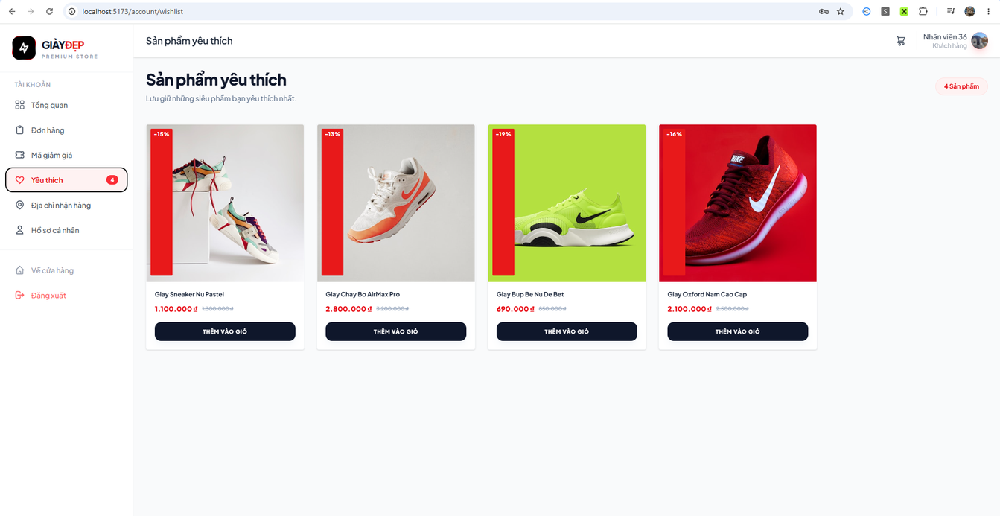 localhost:5173/account/wishlist
GIÀYĐẸP
PREMIUM STORE
Sản phẩm yêu thích
Nhân viên 36
Khách hàng
TÀI KHOẢN
Tổng quan
Đơn hàng
Mã giảm giá
Yêu thích 4
Địa chỉ nhận hàng
Hồ sơ cá nhân
Về cửa hàng
Đăng xuất
Sản phẩm yêu thích
Lưu giữ những siêu phẩm bạn yêu thích nhất.
4 Sản phẩm
-15%
Giay Sneaker Nu Pastel
1.100.000 ₫ 1.300.000 ₫
THÊM VÀO GIỎ
-13%
Giay Chay Bo AirMax Pro
2.800.000 ₫ 3.200.000 ₫
THÊM VÀO GIỎ
-19%
Giay Bup Be Nu De Bet
690.000 ₫ 850.000 ₫
THÊM VÀO GIỎ
-16%
NIKE
Giay Oxford Nam Cao Cap
2.100.000 ₫ 2.500.000 ₫
THÊM VÀO GIỎ